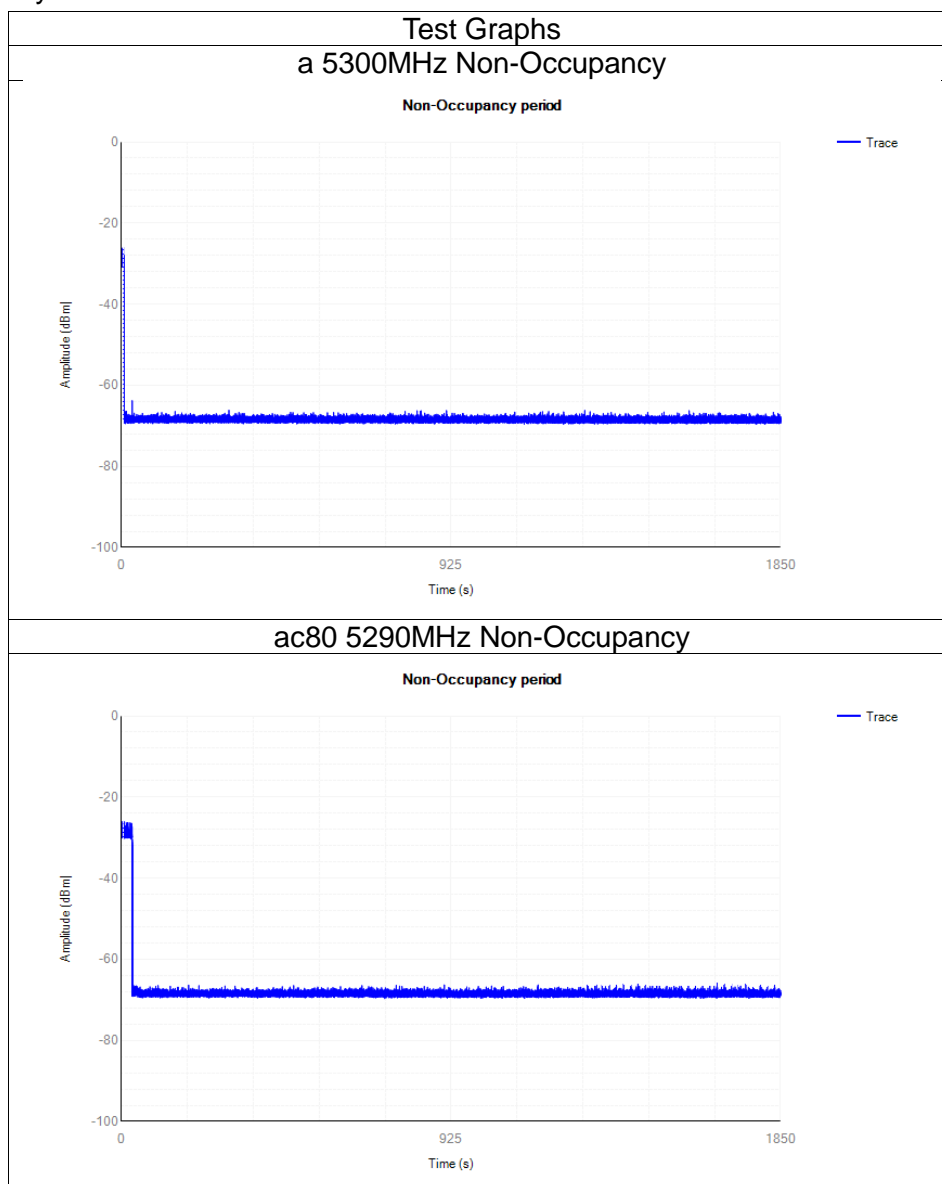 Test Graphs
a 5300MHz Non-Occupancy
Non-Occupancy period
Trace
0
-20
-40
-60
-80
-100
Amplitude (dBm|
0
925
1850
Time (s)
ac80 5290MHz Non-Occupancy
Non-Occupancy period
Trace
0
-20
-40
-60
-80
-100
Amplitude (dBm|
0
925
1850
Time (s)